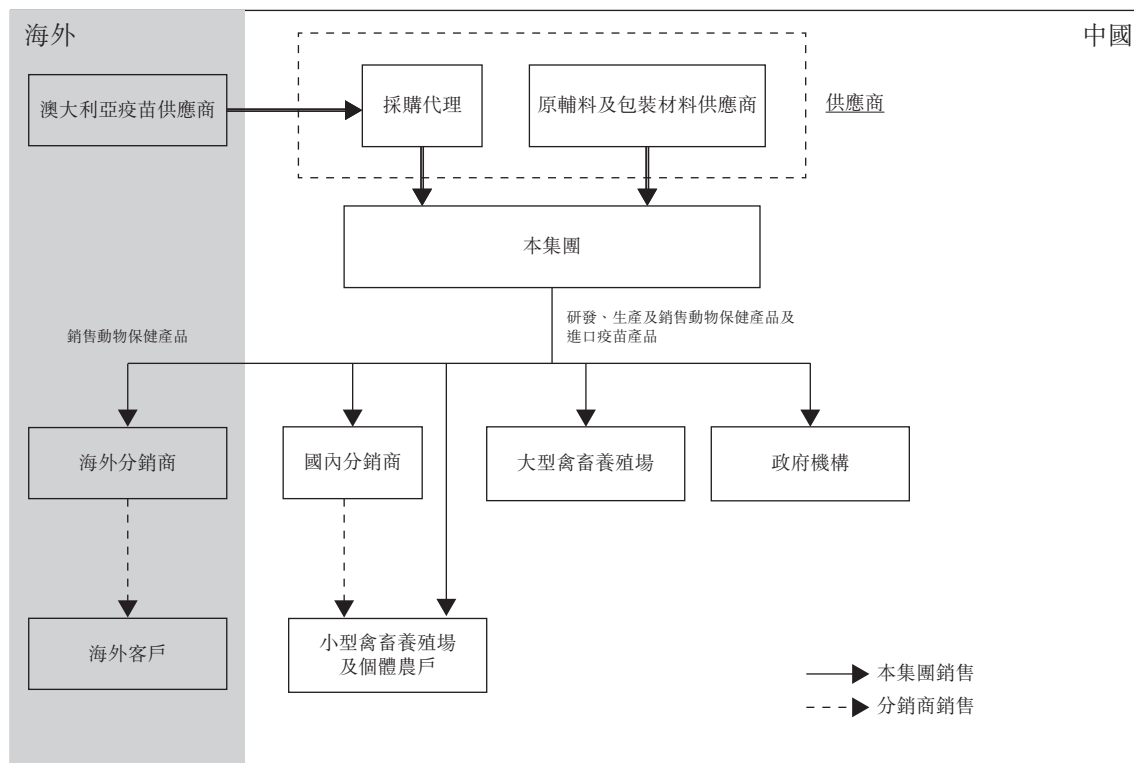 海外
中國
澳大利亞疫苗供應商
採購代理
原輔料及包裝材料供應商
供應商
本集團
銷售動物保健產品
研發、生產及銷售動物保健產品及
進口疫苗產品
海外分銷商
國內分銷商
大型禽畜養殖場
政府機構
海外客戶
小型禽畜養殖場
及個體農戶
本集團銷售
分銷商銷售